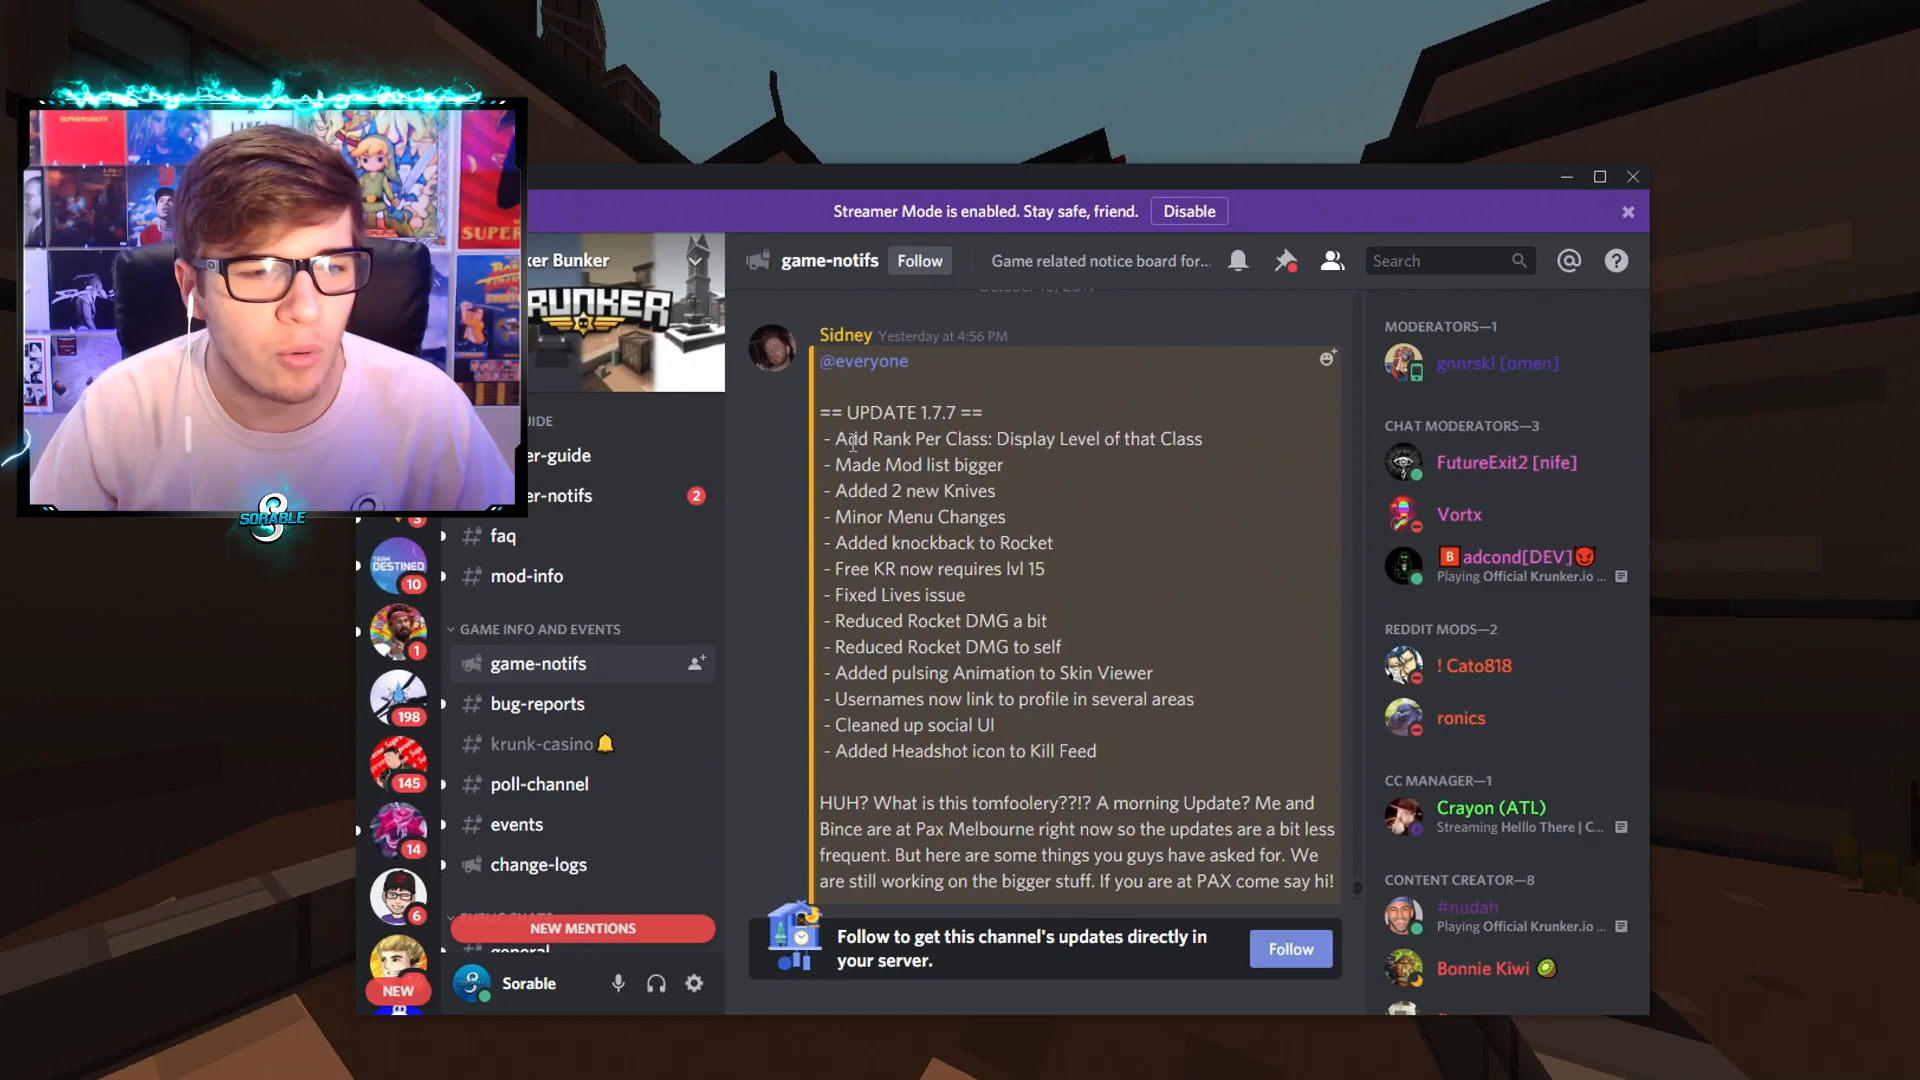 Streamer Mode is enabled. Stay safe, friend. Disable
SUPER
SORABLE
ker Bunker
RUNKER
game-notifs Follow Game related notice board for... Search
IDE
er-guide
er-notifs 2
faq
mod-info
GAME INFO AND EVENTS
game-notifs
bug-reports
krunk-casino
poll-channel
events
change-logs
NEW MENTIONS
general
Sorable
3
TEAM DESTINED
10
1
198
145
14
6
NEW
Sidney Yesterday at 4:56 PM
@everyone
== UPDATE 1.7.7 ==
- Add Rank Per Class: Display Level of that Class
- Made Mod list bigger
- Added 2 new Knives
- Minor Menu Changes
- Added knockback to Rocket
- Free KR now requires lvl 15
- Fixed Lives issue
- Reduced Rocket DMG a bit
- Reduced Rocket DMG to self
- Added pulsing Animation to Skin Viewer
- Usernames now link to profile in several areas
- Cleaned up social UI
- Added Headshot icon to Kill Feed
HUH? What is this tomfoolery??!? A morning Update? Me and
Bince are at Pax Melbourne right now so the updates are a bit less
frequent. But here are some things you guys have asked for. We
are still working on the bigger stuff. If you are at PAX come say hi!
Follow to get this channel's updates directly in
your server.
Follow
MODERATORS—1
gnnrskl [omen]
CHAT MODERATORS—3
FutureExit2 [nife]
Vortx
B adcond[DEV]
Playing Official Krunker.io ...
REDDIT MODS—2
! Cato818
ronics
CC MANAGER—1
Crayon (ATL)
Streaming Helllo There | C...
CONTENT CREATOR—8
#nudah
Playing Official Krunker.io ...
Bonnie Kiwi